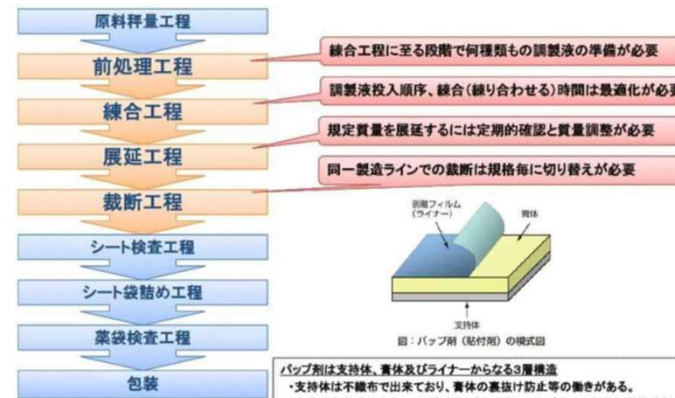 原料秤量工程
前処理工程
練合工程に至る段階で何種類もの調製液の準備が必要
練合工程
調製液投入順序、練合(練り合わせる)時間は最適化が必要
展延工程
規定質量を展延するには定期的確認と質量調整が必要
裁断工程
同一製造ラインでの裁断は規格毎に切り替えが必要
シート検査工程
シート袋詰め工程
薬袋検査工程
包装
剥離フィルム
(ライナー)
膏体
支持体
図：パップ剤（貼付剤）の模式図
パップ剤は支持体、膏体及びライナーからなる3層構造
・支持体は不織布で出来ており、膏体の裏抜け防止等の働きがある。